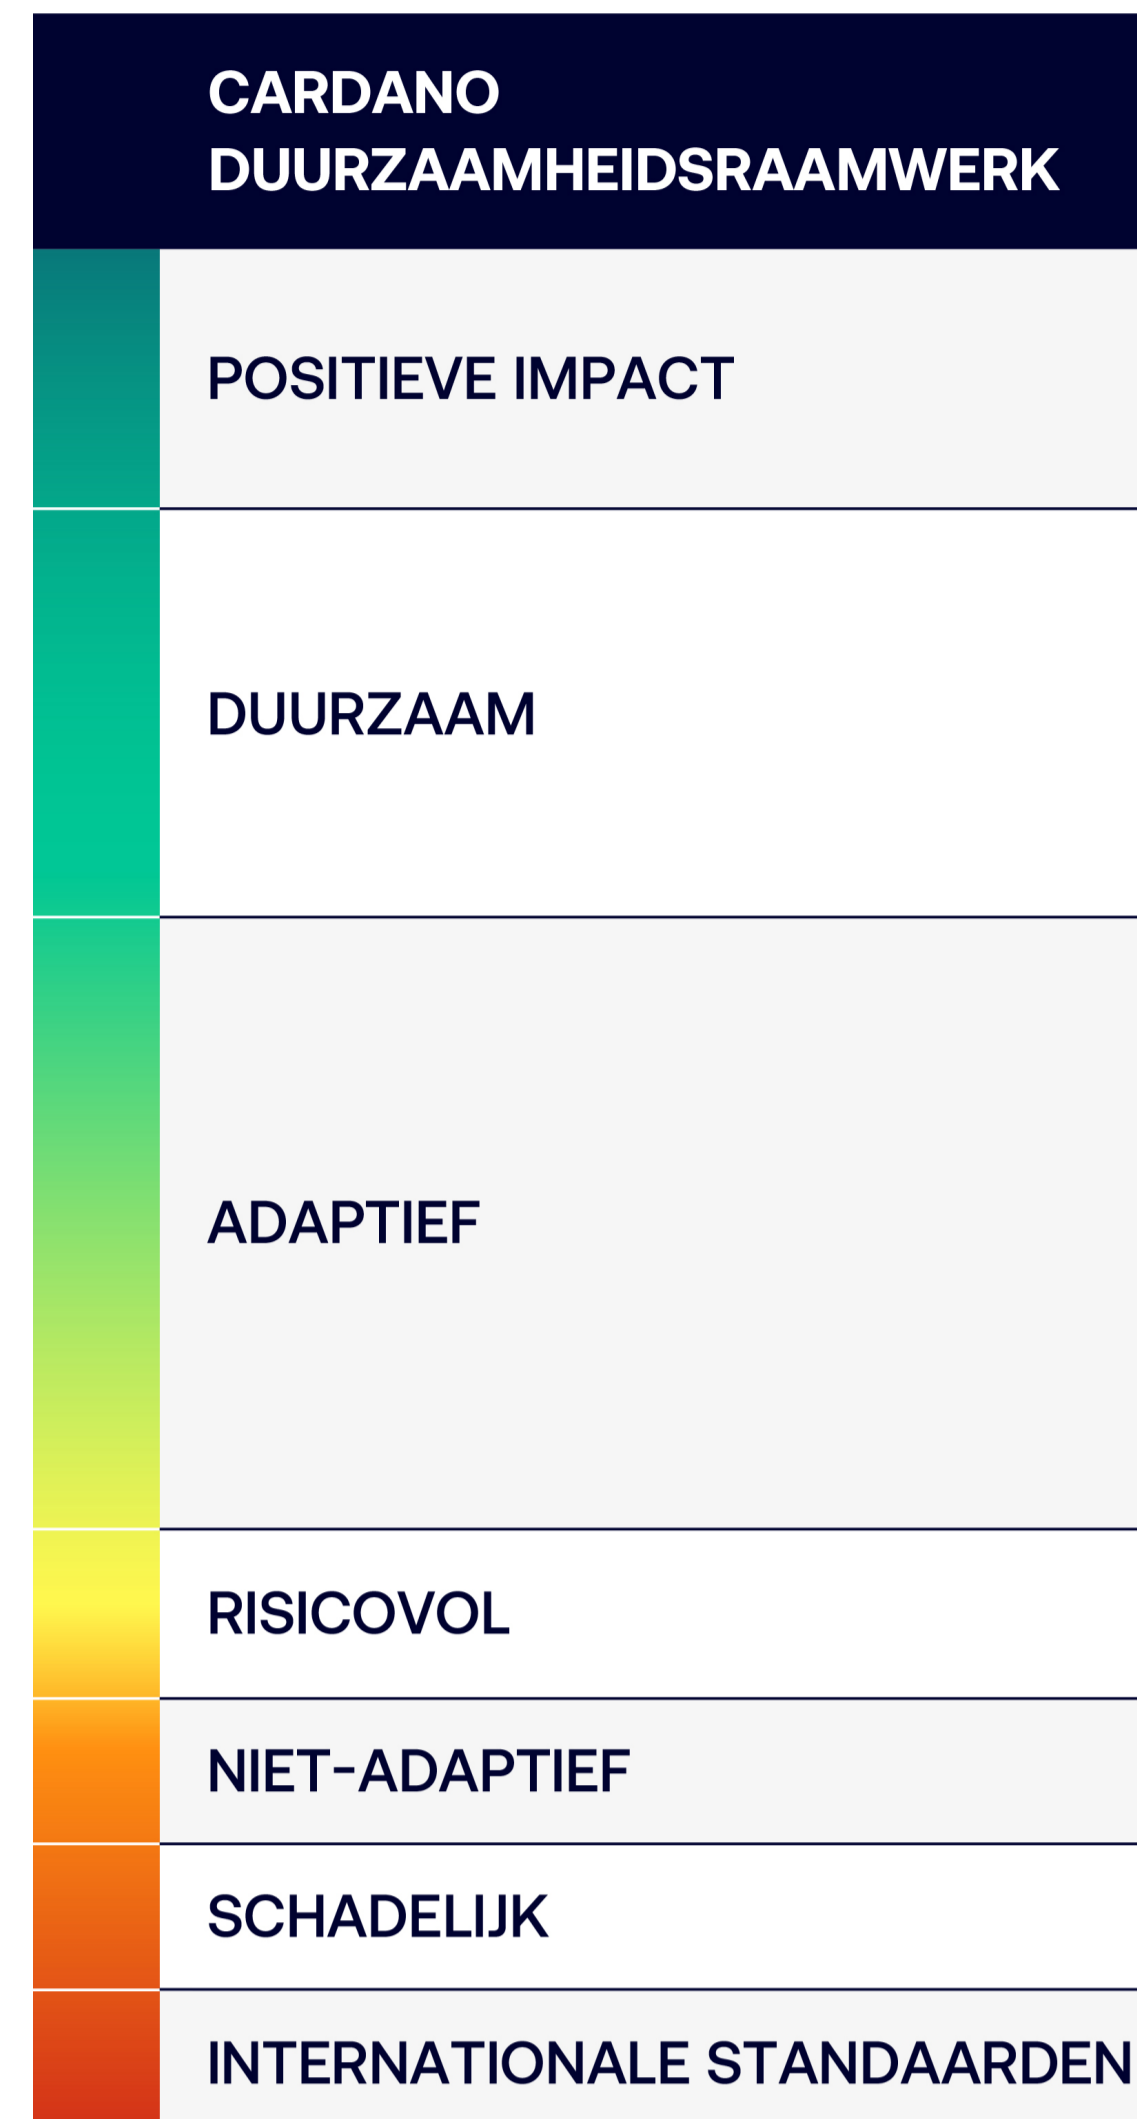 CARDANO
DUURZAAMHEIDSRAAMWERK
POSITIEVE IMPACT
DUURZAAM
ADAPTIEF
RISICOVOL
NIET-ADAPTIEF
SCHADELIJK
INTERNATIONALE STANDAARDEN